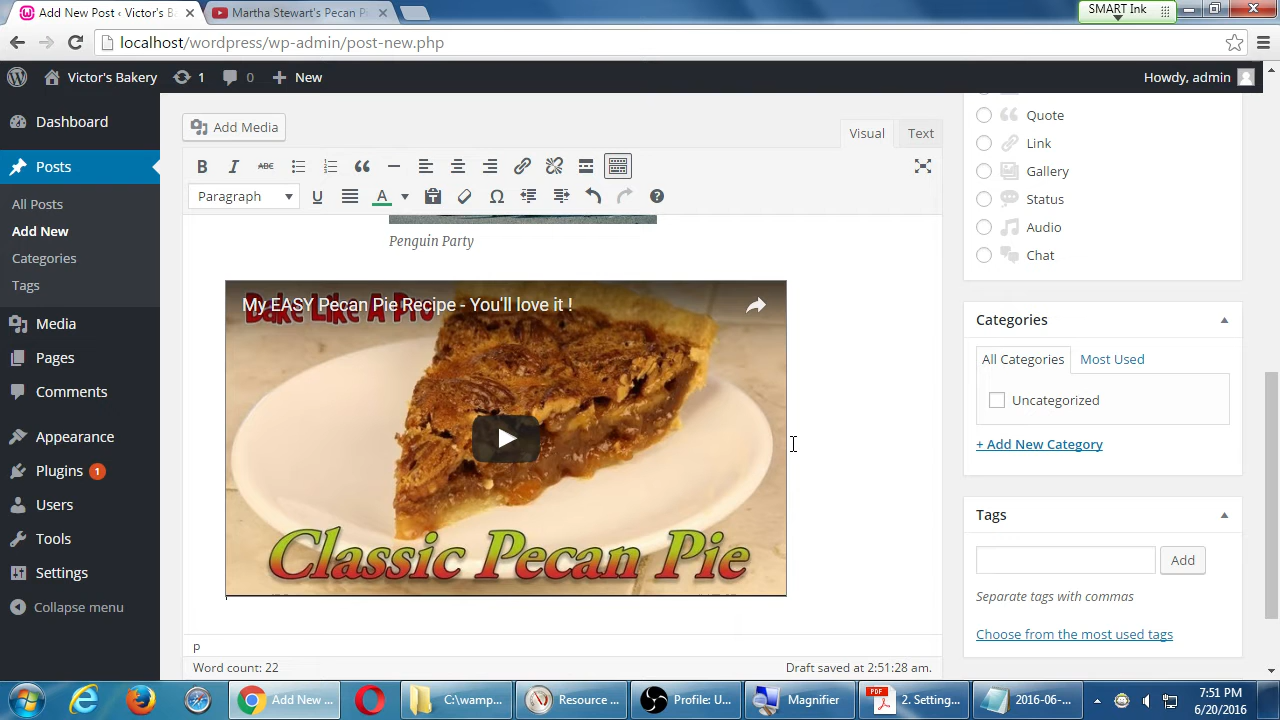 Add New Post ‹ Victor's B
Martha Stewart's Pecan P
SMART Ink
localhost/wordpress/wp-admin/post-new.php
Victor's Bakery
1
0
New
Howdy, admin
Dashboard
Posts
All Posts
Add New
Categories
Tags
Media
Pages
Comments
Appearance
Plugins 1
Users
Tools
Settings
Collapse menu
Add Media
Visual
Text
B I ABC
Paragraph
U
A
Penguin Party
My EASY Pecan Pie Recipe - You'll love it !
Bake Like A Pro
Classic Pecan Pie
p
Word count: 22
Draft saved at 2:51:28 am.
Quote
Link
Gallery
Status
Audio
Chat
Categories
All Categories
Most Used
Uncategorized
+ Add New Category
Tags
Add
Separate tags with commas
Choose from the most used tags
Add New ...
C:\wamp...
Resource ...
Profile: U...
Magnifier
PDF
2. Setting...
2016-06-...
7:51 PM
6/20/2016